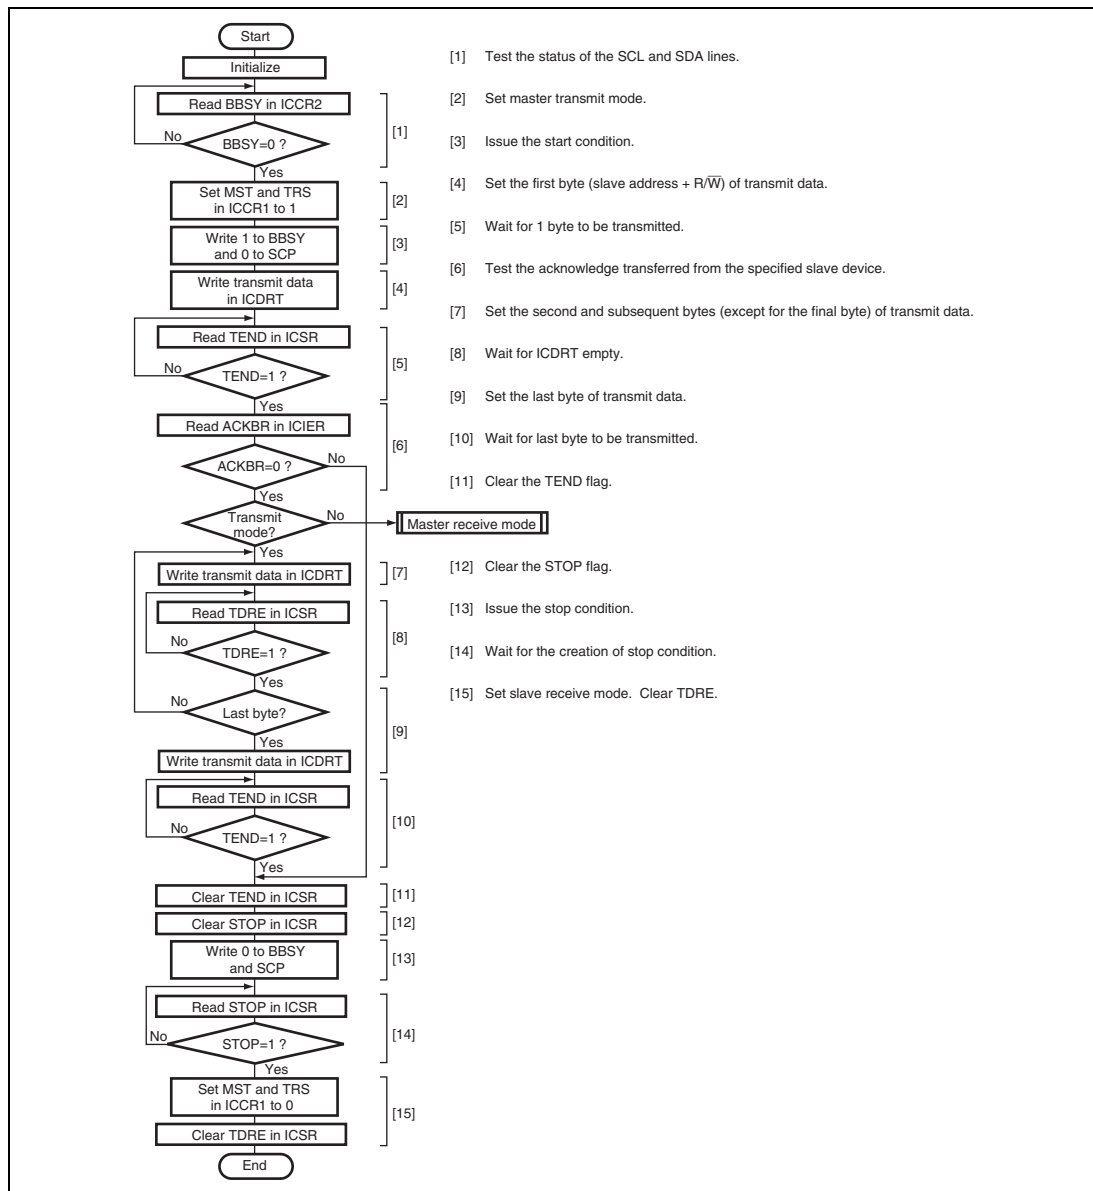 Start
Initialize
Read BBSY in ICCR2
BBSY=0 ?
No
Yes
[1]
Set MST and TRS
in ICCR1 to 1
[2]
Write 1 to BBSY
and 0 to SCP
[3]
Write transmit data
in ICDRT
[4]
Read TEND in ICSR
No
TEND=1 ?
Yes
[5]
Read ACKBR in ICIER
[6]
ACKBR=0 ?
No
Yes
Transmit
mode?
No
Master receive mode
Yes
Write transmit data in ICDRT
[7]
Read TDRE in ICSR
No
TDRE=1 ?
[8]
Yes
No
Last byte?
[9]
Yes
Write transmit data in ICDRT
Read TEND in ICSR
No
TEND=1 ?
[10]
Yes
Clear TEND in ICSR
[11]
Clear STOP in ICSR
[12]
Write 0 to BBSY
and SCP
[13]
Read STOP in ICSR
No
STOP=1 ?
[14]
Yes
Set MST and TRS
in ICCR1 to 0
[15]
Clear TDRE in ICSR
End
[1] Test the status of the SCL and SDA lines.
[2] Set master transmit mode.
[3] Issue the start condition.
[4] Set the first byte (slave address + R/W̅) of transmit data.
[5] Wait for 1 byte to be transmitted.
[6] Test the acknowledge transferred from the specified slave device.
[7] Set the second and subsequent bytes (except for the final byte) of transmit data.
[8] Wait for ICDRT empty.
[9] Set the last byte of transmit data.
[10] Wait for last byte to be transmitted.
[11] Clear the TEND flag.
[12] Clear the STOP flag.
[13] Issue the stop condition.
[14] Wait for the creation of stop condition.
[15] Set slave receive mode. Clear TDRE.